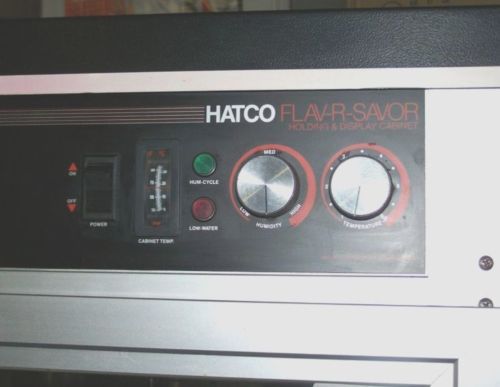 HATCO FLAV-R-SAVOR
HOLDING & DISPLAY CABINET
ON
OFF
POWER
CABINET TEMP.
HUM-CYCLE
LOW-WATER
MED
LOW
HIGH
HUMIDITY
TEMPERATURE